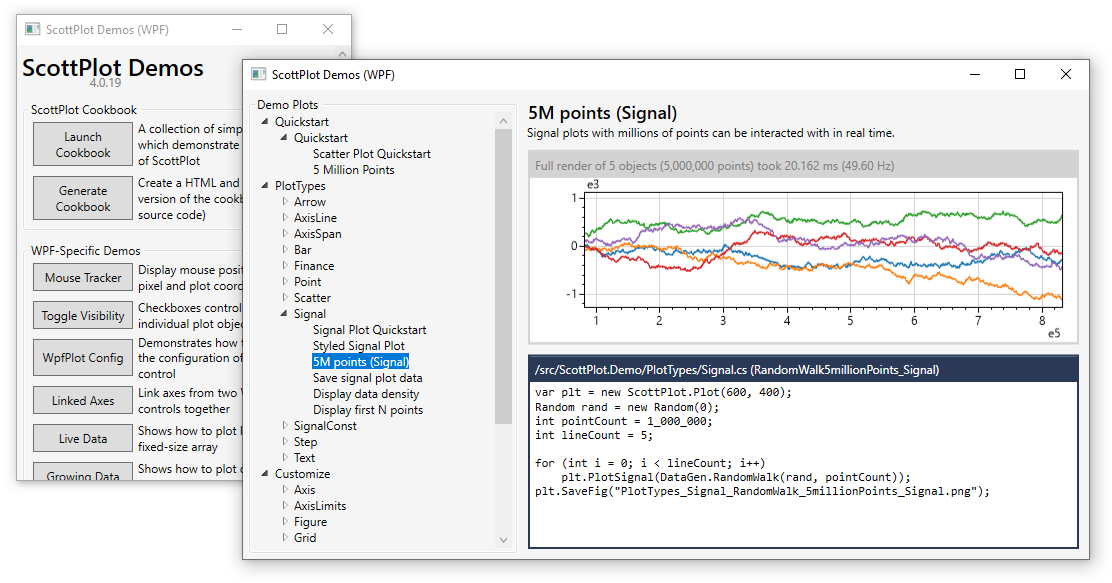 ScottPlot Demos (WPF)
ScottPlot Demos
4.0.19
ScottPlot Cookbook
Launch
Cookbook
A collection of simp
which demonstrate
of ScottPlot
Generate
Cookbook
Create a HTML and
version of the cookb
source code)
WPF-Specific Demos
Mouse Tracker
Display mouse posit
pixel and plot coord
Toggle Visibility
Checkboxes control
individual plot objec
WpfPlot Config
Demonstrates how t
the configuration of
control
Linked Axes
Link axes from two W
controls together
Live Data
Shows how to plot l
fixed-size array
Growing Data
Shows how to plot d
ScottPlot Demos (WPF)
Demo Plots
Quickstart
Quickstart
Scatter Plot Quickstart
5 Million Points
PlotTypes
Arrow
AxisLine
AxisSpan
Bar
Finance
Point
Scatter
Signal
Signal Plot Quickstart
Styled Signal Plot
5M points (Signal)
Save signal plot data
Display data density
Display first N points
SignalConst
Step
Text
Customize
Axis
AxisLimits
Figure
Grid
5M points (Signal)
Signal plots with millions of points can be interacted with in real time.
Full render of 5 objects (5,000,000 points) took 20.162 ms (49.60 Hz)
e3
1
0
-1
1 2 3 4 5 6 7 8
e5
/src/ScottPlot.Demo/PlotTypes/Signal.cs (RandomWalk5millionPoints_Signal)
var plt = new ScottPlot.Plot(600, 400);
Random rand = new Random(0);
int pointCount = 1_000_000;
int lineCount = 5;
for (int i = 0; i < lineCount; i++)
plt.PlotSignal(DataGen.RandomWalk(rand, pointCount));
plt.SaveFig("PlotTypes_Signal_RandomWalk_5millionPoints_Signal.png");